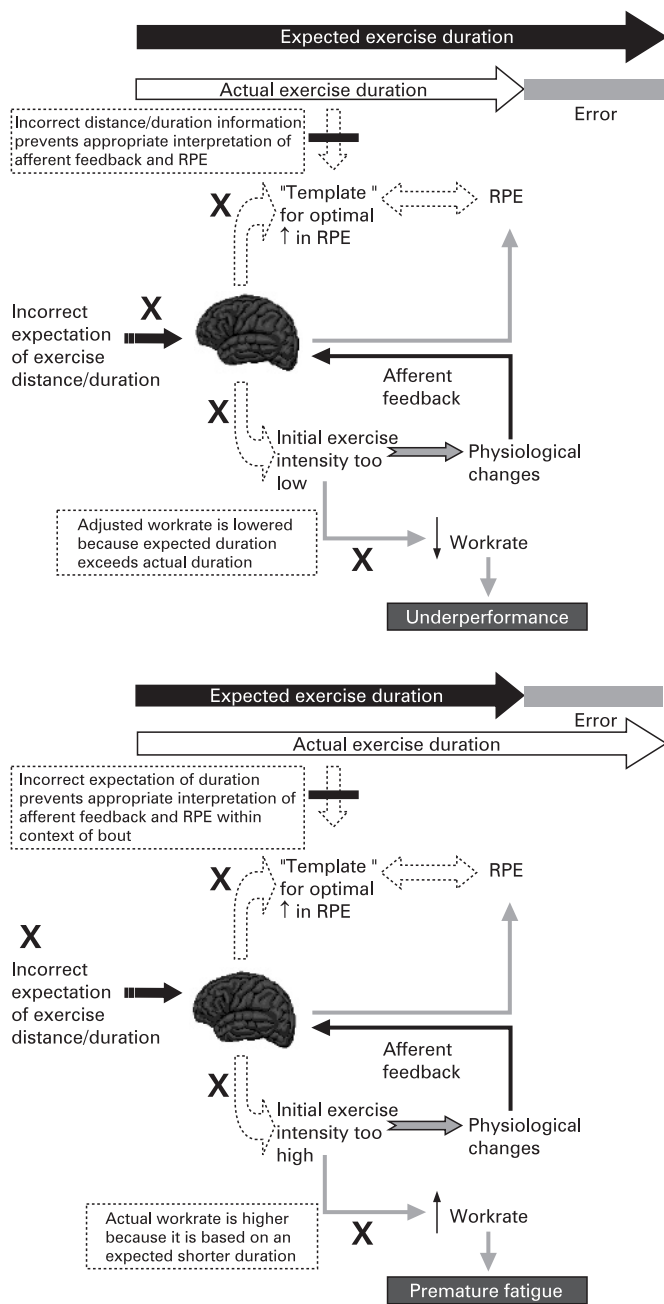 Expected exercise duration
Actual exercise duration
Error
Incorrect distance/duration information
prevents appropriate interpretation of
afferent feedback and RPE
X
"Template "
for optimal
↑ in RPE
RPE
X
Incorrect
expectation
of exercise
distance/duration
Afferent
feedback
X
Initial exercise
intensity too
low
Physiological
changes
Adjusted workrate is lowered
because expected duration
exceeds actual duration
X
↓ Workrate
Underperformance
Expected exercise duration
Error
Actual exercise duration
Incorrect expectation of duration
prevents appropriate interpretation of
afferent feedback and RPE within
context of bout
X
"Template "
for optimal
↑ in RPE
RPE
X
Incorrect
expectation
of exercise
distance/duration
Afferent
feedback
X
Initial exercise
intensity too
high
Physiological
changes
Actual workrate is higher
because it is based on an
expected shorter duration
X
↑ Workrate
Premature fatigue